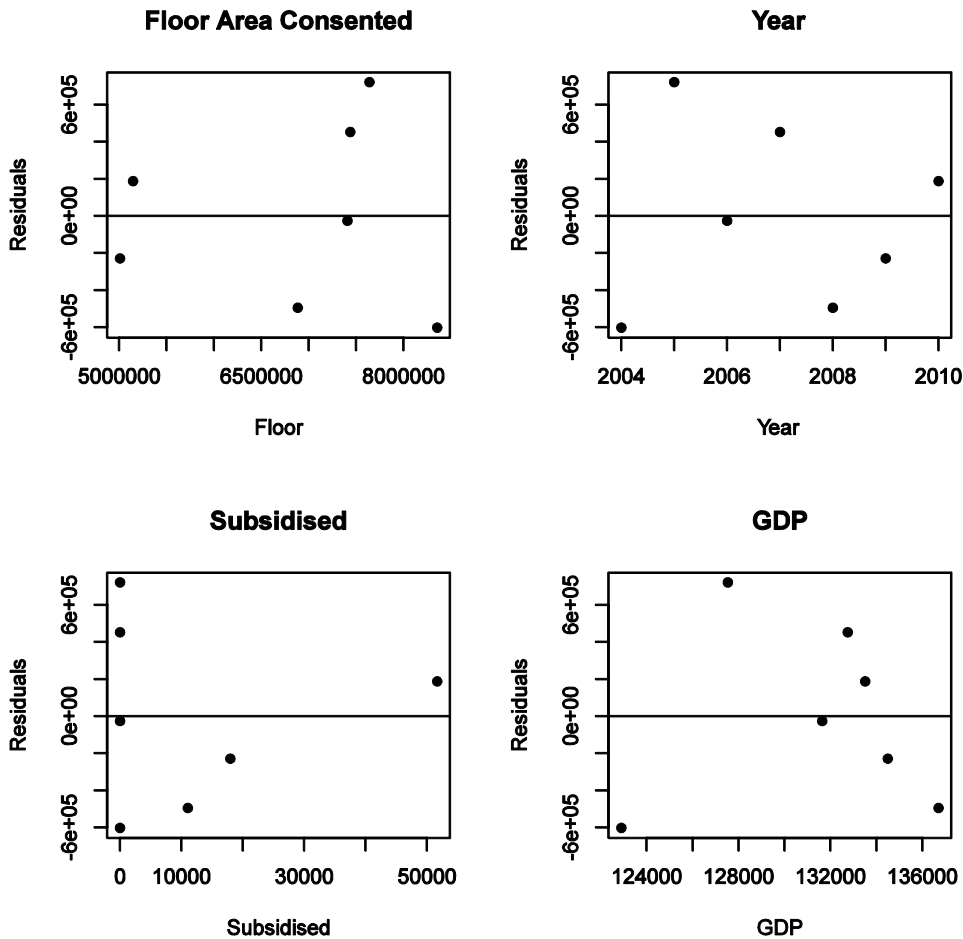 Floor Area Consented
Residuals
-6e+05 0e+00 6e+05
5000000 6500000 8000000
Floor
Year
Residuals
-6e+05 0e+00 6e+05
2004 2006 2008 2010
Year
Subsidised
Residuals
-6e+05 0e+00 6e+05
0 10000 30000 50000
Subsidised
GDP
Residuals
-6e+05 0e+00 6e+05
124000 128000 132000 136000
GDP